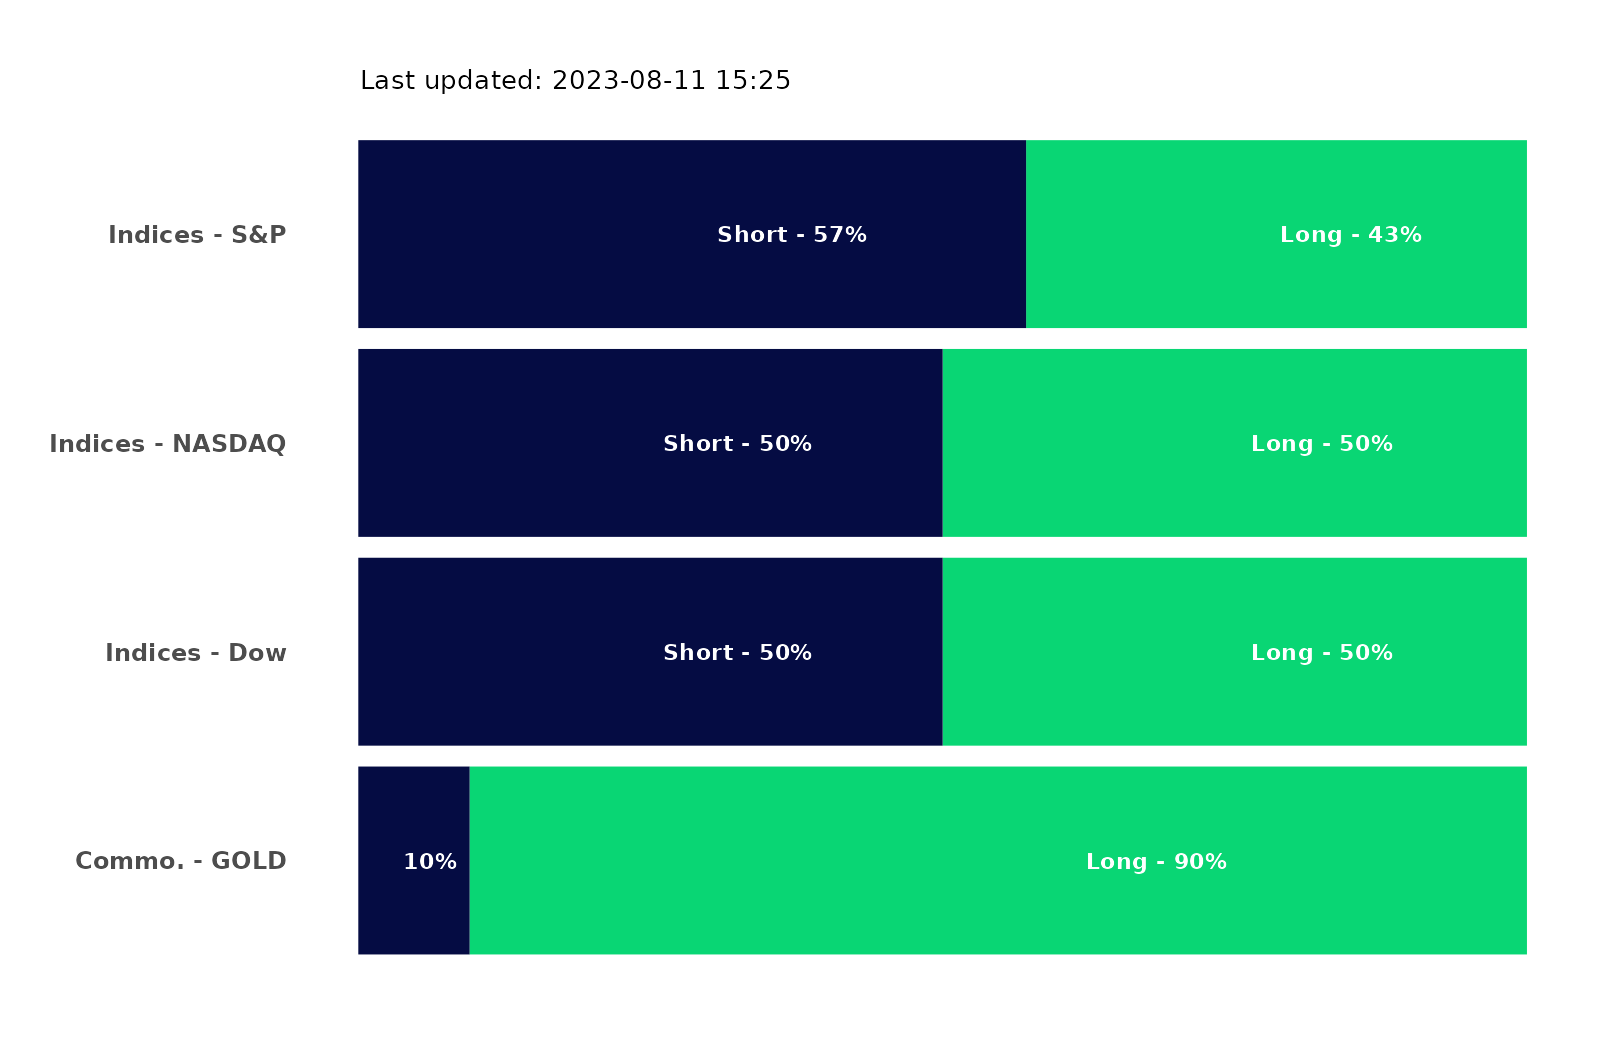 Last updated: 2023-08-11 15:25
Indices - S&P Short - 57% Long - 43%
Indices - NASDAQ Short - 50% Long - 50%
Indices - Dow Short - 50% Long - 50%
Commo. - GOLD 10% Long - 90%